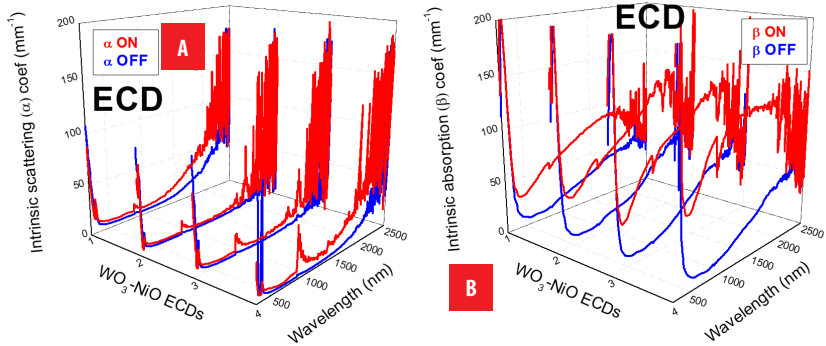 200
150
100
50
0
Intrinsic scattering (α) coef (mm⁻¹)
α ON
α OFF
A
ECD
1
2
3
4
WO₃-NiO ECDs
500
1000
1500
2000
2500
Wavelength (nm)
200
150
100
50
0
Intrinsic absorption (β) coef (mm⁻¹)
ECD
β ON
β OFF
1
2
3
4
WO₃-NiO ECDs
500
1000
1500
2000
2500
Wavelength (nm)
B